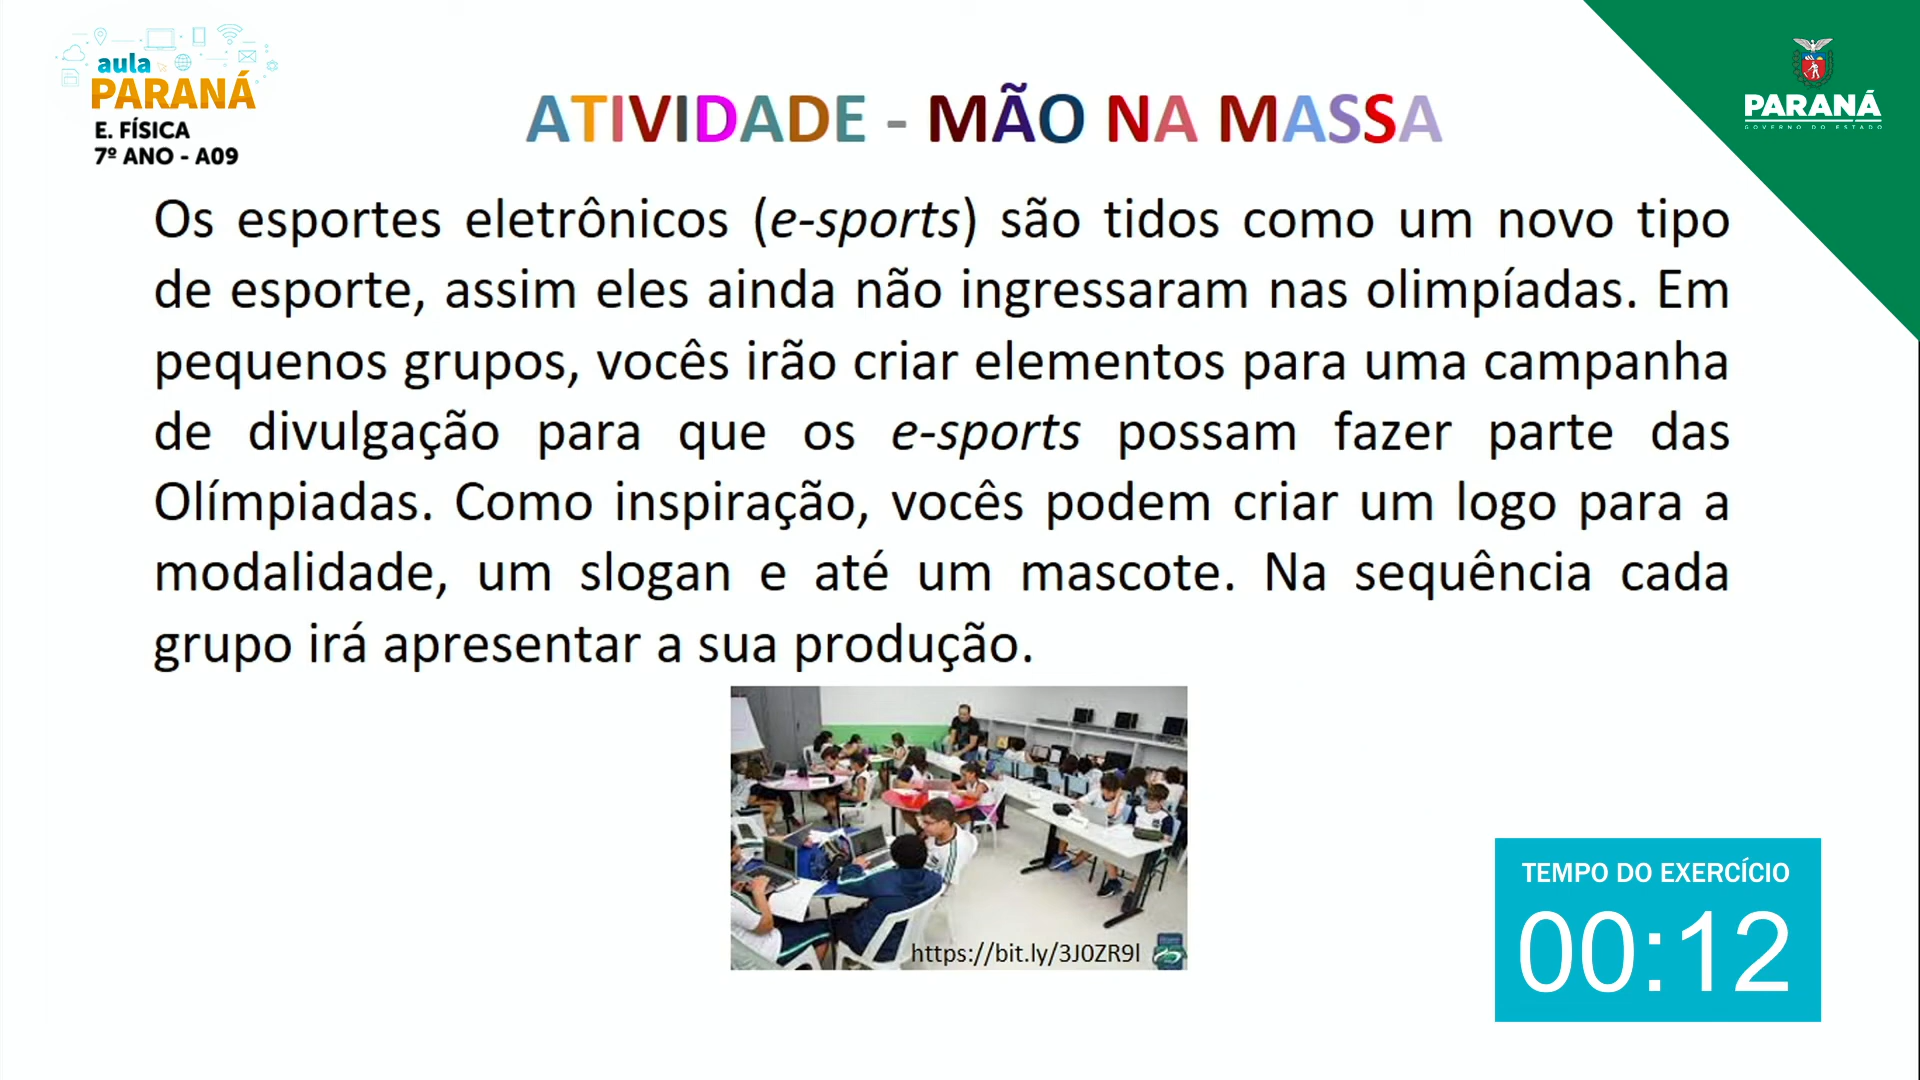 aula
PARANÁ
E. FÍSICA
7º ANO - A09
PARANÁ
GOVERNO DO ESTADO
ATIVIDADE - MÃO NA MASSA
Os esportes eletrônicos (e-sports) são tidos como um novo tipo
de esporte, assim eles ainda não ingressaram nas olimpíadas. Em
pequenos grupos, vocês irão criar elementos para uma campanha
de divulgação para que os e-sports possam fazer parte das
Olímpiadas. Como inspiração, vocês podem criar um logo para a
modalidade, um slogan e até um mascote. Na sequência cada
grupo irá apresentar a sua produção.
https://bit.ly/3J0ZR9l
TEMPO DO EXERCÍCIO
00:12